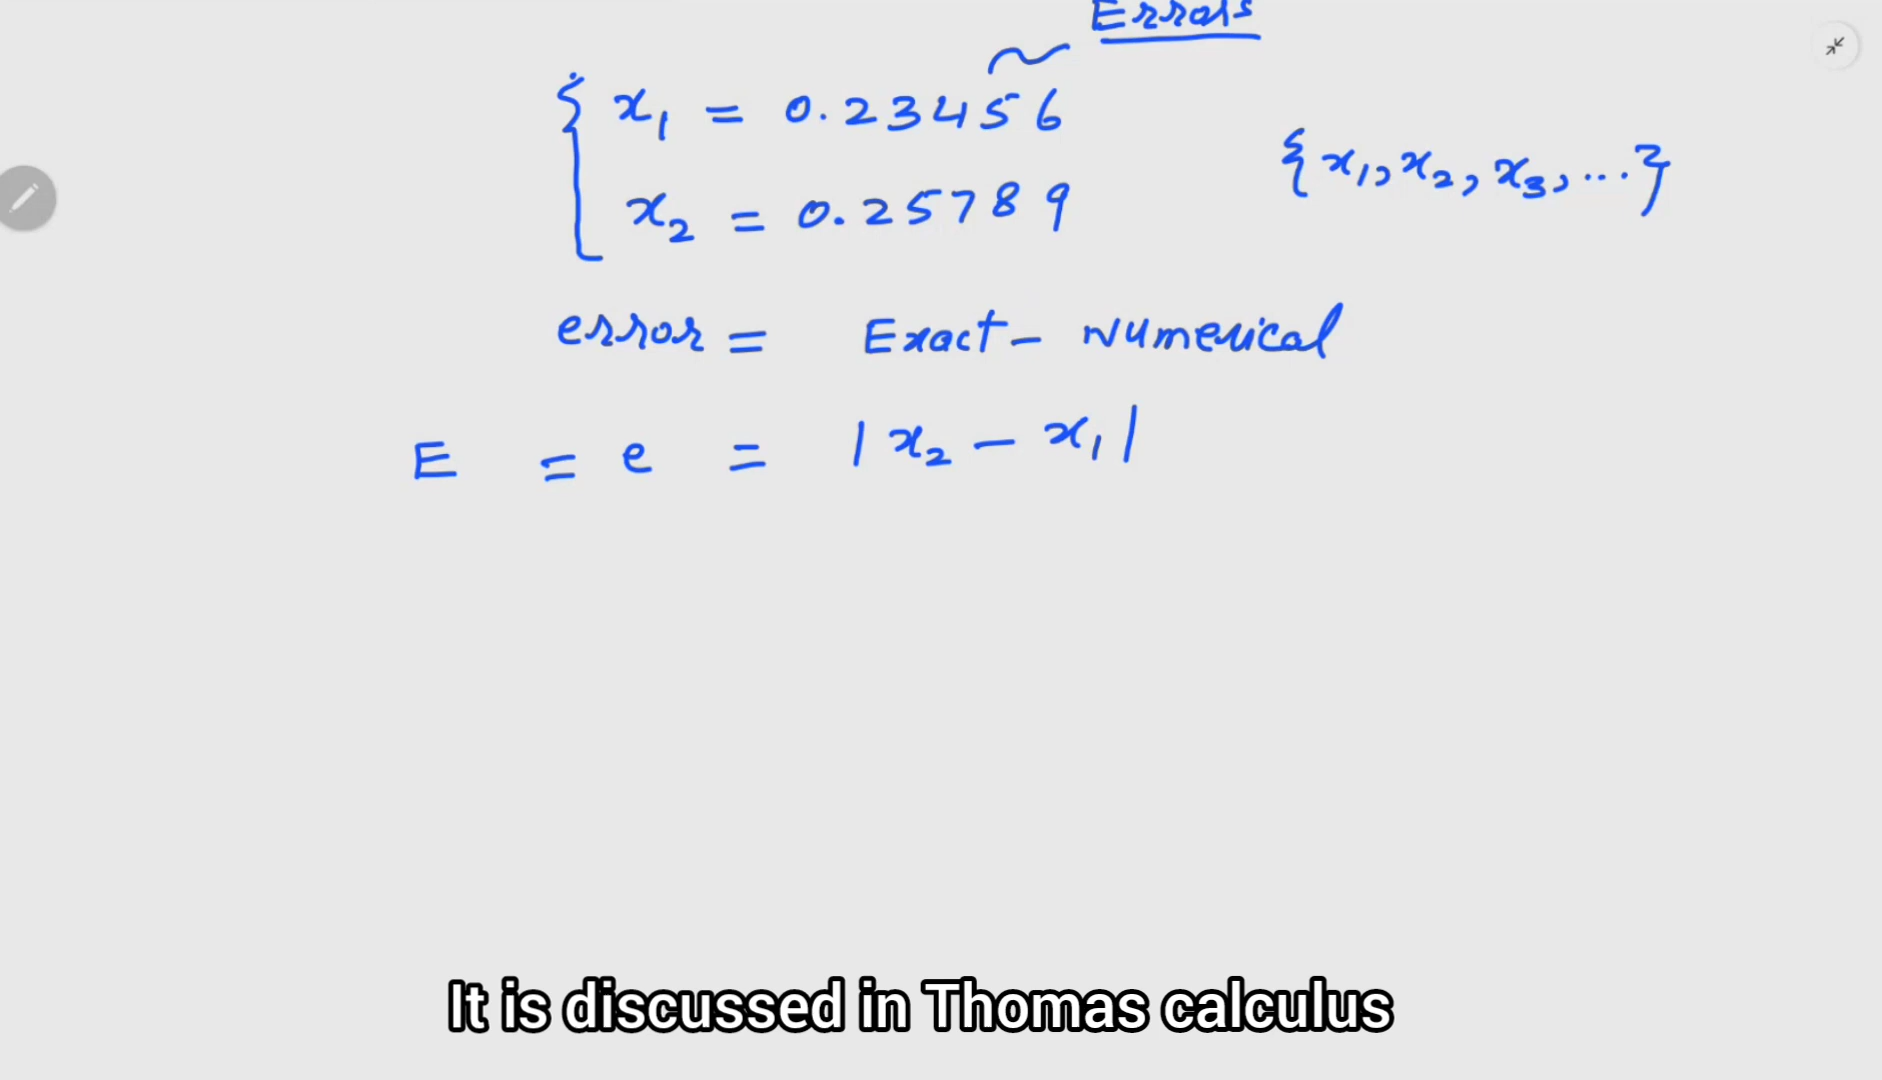 Errors
x₁ = 0.23456
x₂ = 0.25789
{x₁, x₂, x₃, ...}
error = Exact - Numerical
E = e = |x₂ - x₁|
It is discussed in Thomas calculus